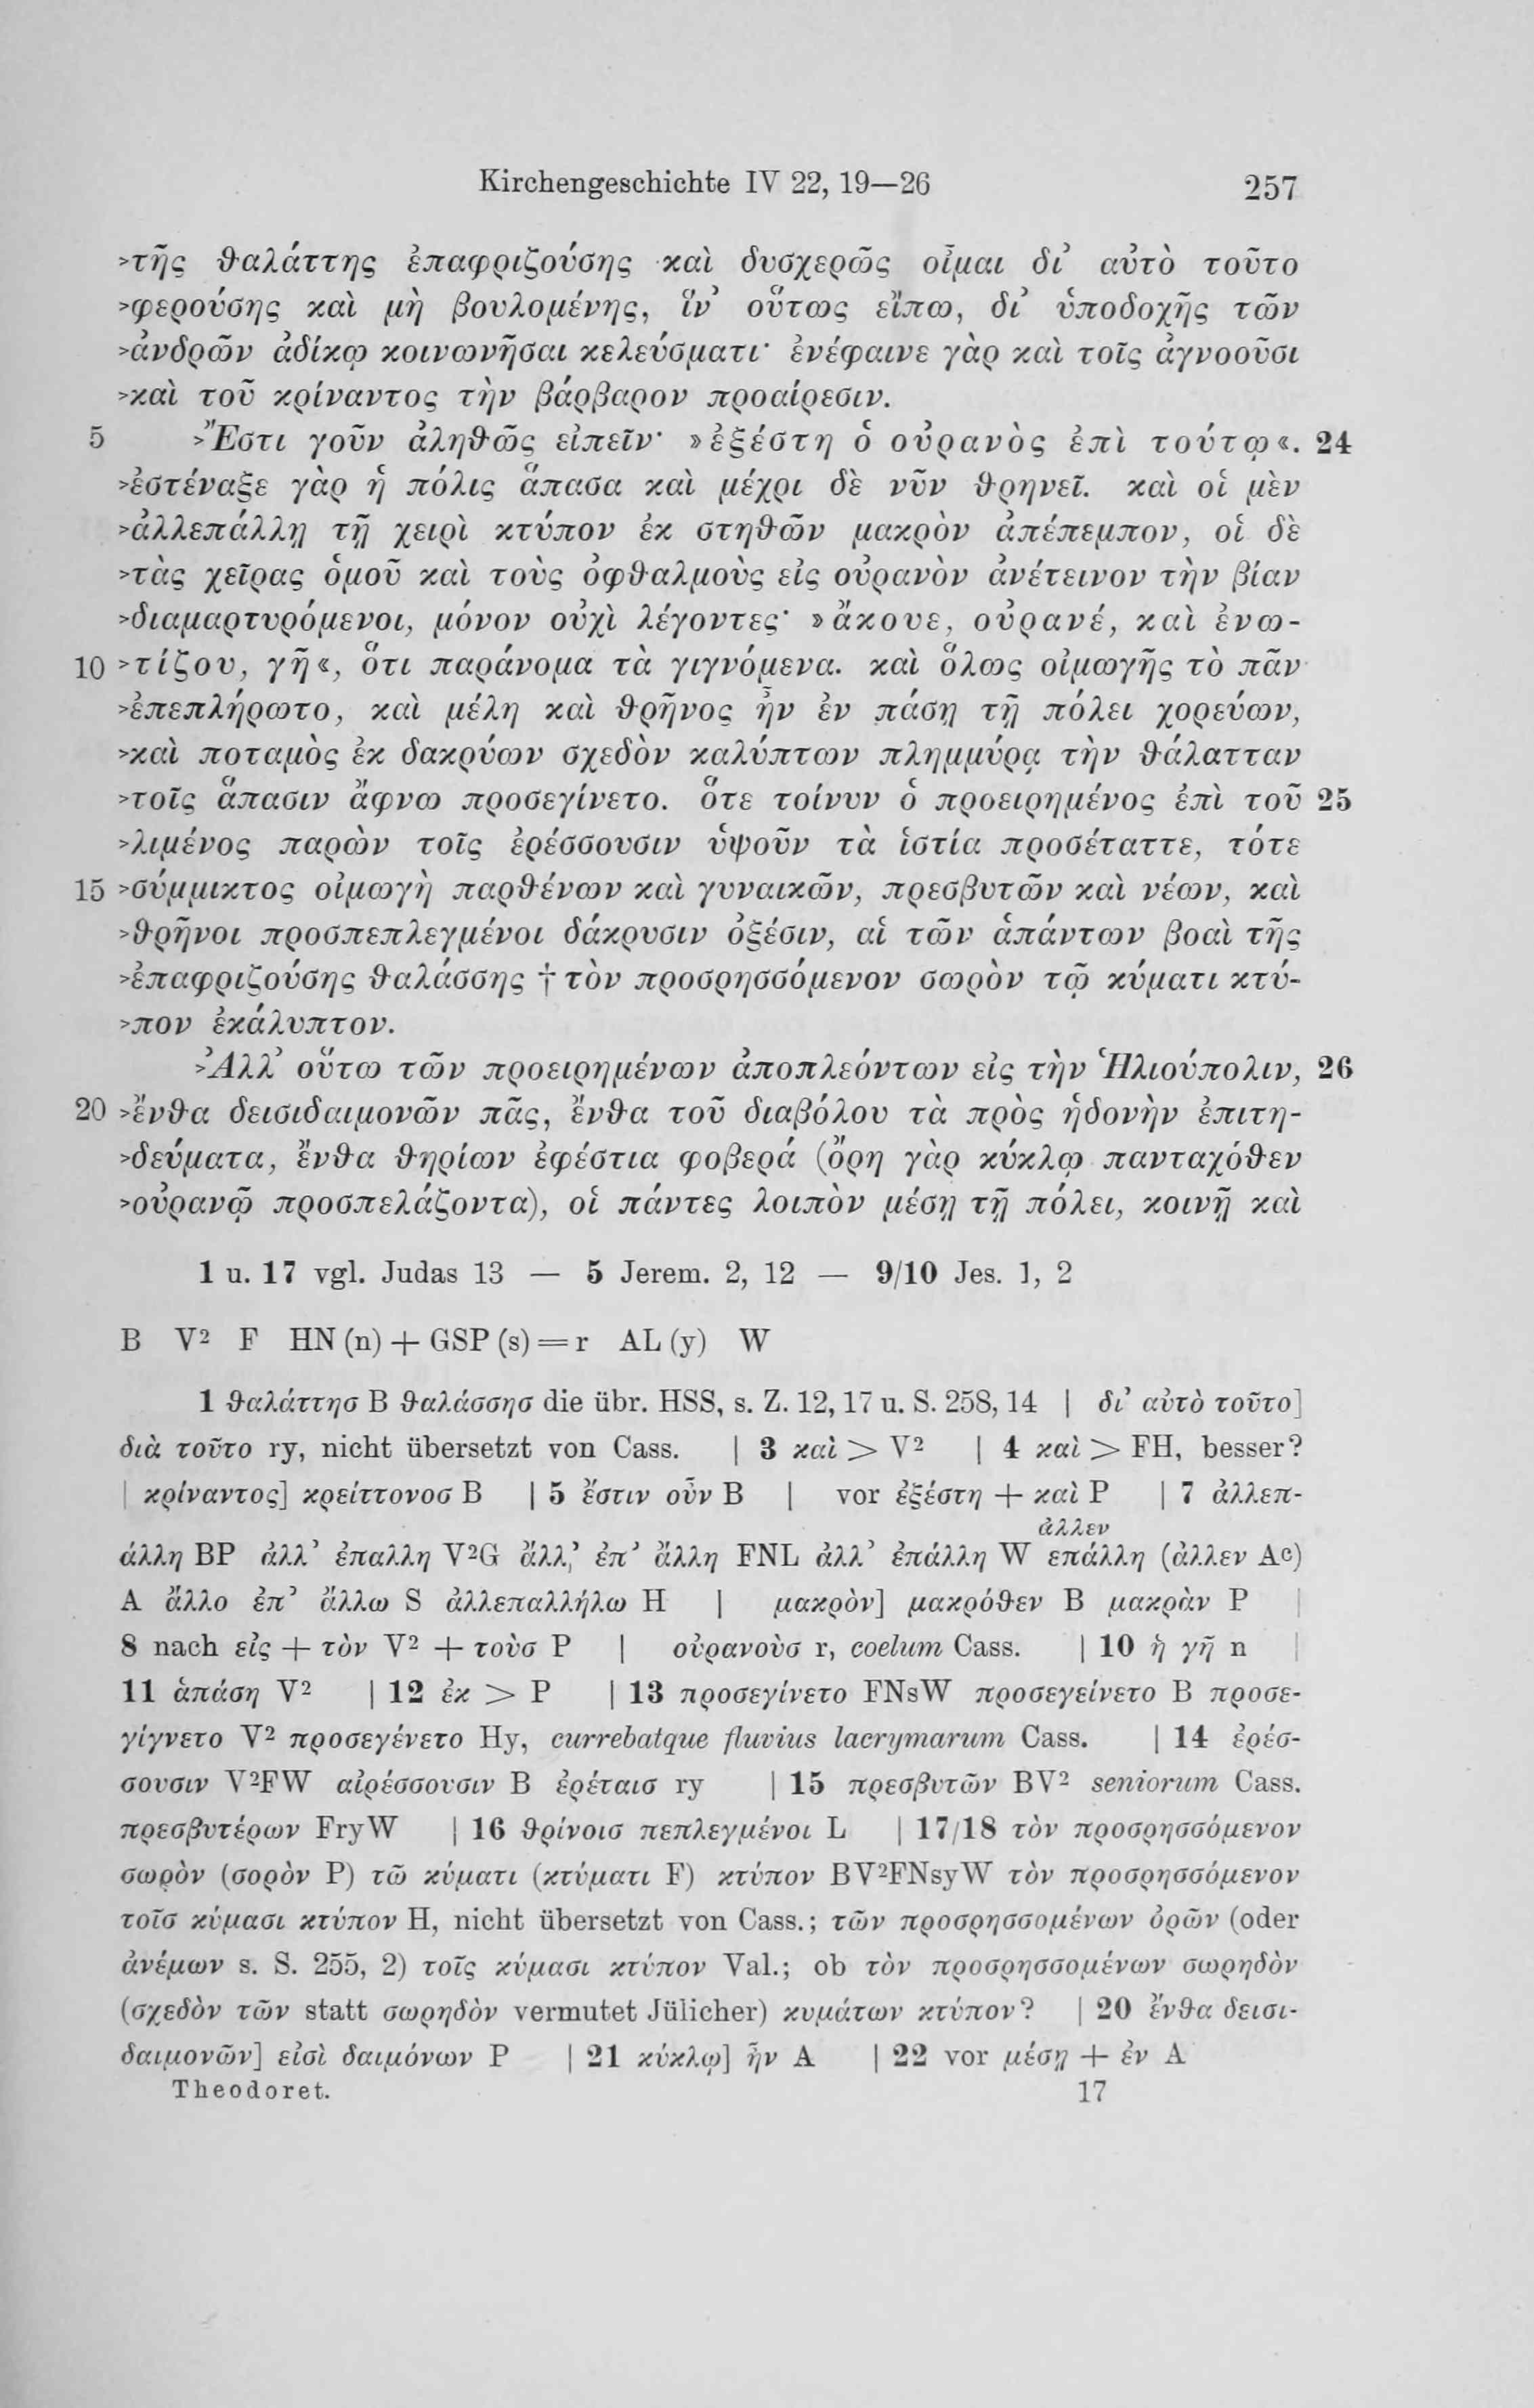 Kirchengeschichte IV 22, 19—26 257
>τῆς θαλάττης ἐπαφριζούσης καὶ δυσχερῶς οἶμαι δι’ αὐτὸ τοῦτο
>φερούσης καὶ μὴ βουλομένης, ἵν’ οὕτως εἴπω, δι’ ὑποδοχῆς τῶν
>ἀνδρῶν ἀδίκῳ κοινωνῆσαι κελεύσματι· ἐνέφαινε γὰρ καὶ τοῖς ἀγνοοῦσι
>καὶ τοῦ κρίναντος τὴν βάρβαρον προαίρεσιν.
5 >Ἔστι γοῦν ἀληθῶς εἰπεῖν· »ἐξέστη ὁ οὐρανὸς ἐπὶ τούτῳ«. 24
>ἐστέναξε γὰρ ἡ πόλις ἅπασα καὶ μέχρι δὲ νῦν θρηνεῖ. καὶ οἱ μὲν
>ἀλλεπάλλῃ τῇ χειρὶ κτύπον ἐκ στηθῶν μακρὸν ἀπέπεμπον, οἱ δὲ
>τὰς χεῖρας ὁμοῦ καὶ τοὺς ὀφθαλμοὺς εἰς οὐρανὸν ἀνέτεινον τὴν βίαν
>διαμαρτυρόμενοι, μόνον οὐχὶ λέγοντες· »ἄκουε, οὐρανέ, καὶ ἐνω-
10 >τίζου, γῆ«, ὅτι παράνομα τὰ γιγνόμενα. καὶ ὅλως οἰμωγῆς τὸ πᾶν
>ἐπεπλήρωτο, καὶ μέλη καὶ θρῆνος ἦν ἐν πάσῃ τῇ πόλει χορεύων,
>καὶ ποταμὸς ἐκ δακρύων σχεδὸν καλύπτων πλημμύρᾳ τὴν θάλατταν
>τοῖς ἅπασιν ἄφνω προσεγίνετο. ὅτε τοίνυν ὁ προειρημένος ἐπὶ τοῦ 25
>λιμένος παρὼν τοῖς ἐρέσσουσιν ὑψοῦν τὰ ἱστία προσέταττε, τότε
15 >σύμμικτος οἰμωγὴ παρθένων καὶ γυναικῶν, πρεσβυτῶν καὶ νέων, καὶ
>θρῆνοι προσπεπλεγμένοι δάκρυσιν ὀξέσιν, αἱ τῶν ἁπάντων βοαὶ τῆς
>ἐπαφριζούσης θαλάσσης † τὸν προσρησσόμενον σωρὸν τῷ κύματι κτύ-
>πον ἐκάλυπτον.
>Ἀλλ’ οὕτω τῶν προειρημένων ἀποπλεόντων εἰς τὴν Ἡλιούπολιν, 26
20 >ἔνθα δεισιδαιμονῶν πᾶς, ἔνθα τοῦ διαβόλου τὰ πρὸς ἡδονὴν ἐπιτη-
>δεύματα, ἔνθα θηρίων ἐφέστια φοβερά (ὄρη γὰρ κύκλῳ πανταχόθεν
>οὐρανῷ προσπελάζοντα), οἱ πάντες λοιπὸν μέσῃ τῇ πόλει, κοινῇ καὶ
1 u. 17 vgl. Judas 13 — 5 Jerem. 2, 12 — 9/10 Jes. 1, 2
B V² F HN (n) + GSP (s) = r AL (y) W
1 θαλάττησ B θαλάσσησ die übr. HSS, s. Z. 12, 17 u. S. 258, 14 | δι’ αὐτὸ τοῦτο]
διὰ τοῦτο ry, nicht übersetzt von Cass. | 3 καὶ > V² | 4 καὶ > FH, besser?
| κρίναντος] κρείττονοσ B | 5 ἔστιν οὖν B | vor ἐξέστη + καὶ P | 7 ἀλλεπ-
άλλη BP ἀλλ’ ἐπαλλη V²G ἄλλ’ ἐπ’ ἄλλη FNL ἀλλ’ ἐπάλλη W ἀλλεν επάλλη (ἀλλεν Aᶜ)
A ἄλλο ἐπ’ ἄλλω S ἀλλεπαλλήλω H | μακρὸν] μακρόθεν B μακρὰν P |
8 nach εἰς + τὸν V² + τοὺσ P | οὐρανοὺσ r, coelum Cass. | 10 ἡ γῆ n |
11 ἁπάση V² | 12 ἐκ > P | 13 προσεγίνετο FNsW προσεγείνετο B προσε-
γίγνετο V² προσεγένετο Hy, currebatque fluvius lacrymarum Cass. | 14 ἐρέσ-
σουσιν V²FW αἱρέσσουσιν B ἐρέταισ ry | 15 πρεσβυτῶν BV² seniorum Cass.
πρεσβυτέρων FryW | 16 θρίνοισ πεπλεγμένοι L | 17/18 τὸν προσρησσόμενον
σωρὸν (σορὸν P) τῶ κύματι (κτύματι F) κτύπον BV²FNsyW τὸν προσρησσόμενον
τοῖσ κύμασι κτύπον H, nicht übersetzt von Cass.; τῶν προσρησσομένων ὀρῶν (oder
ἀνέμων s. S. 255, 2) τοῖς κύμασι κτύπον Val.; ob τὸν προσρησσομένων σωρηδὸν
(σχεδὸν τῶν statt σωρηδὸν vermutet Jülicher) κυμάτων κτύπον? | 20 ἔνθα δεισι-
δαιμονῶν] εἰσὶ δαιμόνων P | 21 κύκλῳ] ἦν A | 22 vor μέσῃ + ἐν A
Theodoret. 17